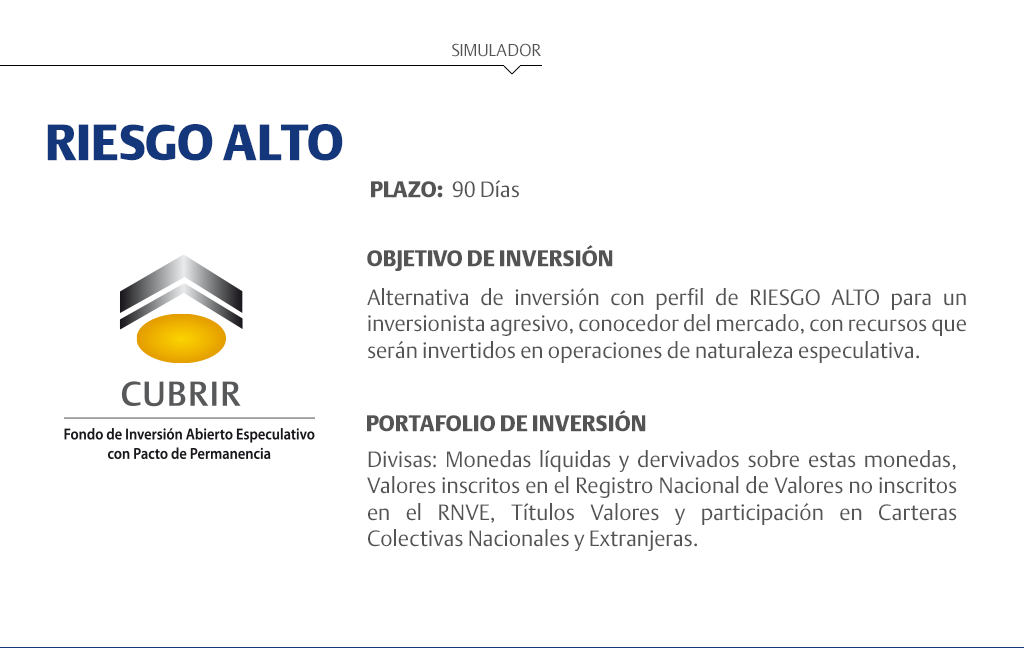 SIMULADOR
RIESGO ALTO
PLAZO: 90 Días
OBJETIVO DE INVERSIÓN
Alternativa de inversión con perfil de RIESGO ALTO para un
inversionista agresivo, conocedor del mercado, con recursos que
serán invertidos en operaciones de naturaleza especulativa.
CUBRIR
Fondo de Inversión Abierto Especulativo
con Pacto de Permanencia
PORTAFOLIO DE INVERSIÓN
Divisas: Monedas líquidas y dervivados sobre estas monedas,
Valores inscritos en el Registro Nacional de Valores no inscritos
en el RNVE, Títulos Valores y participación en Carteras
Colectivas Nacionales y Extranjeras.